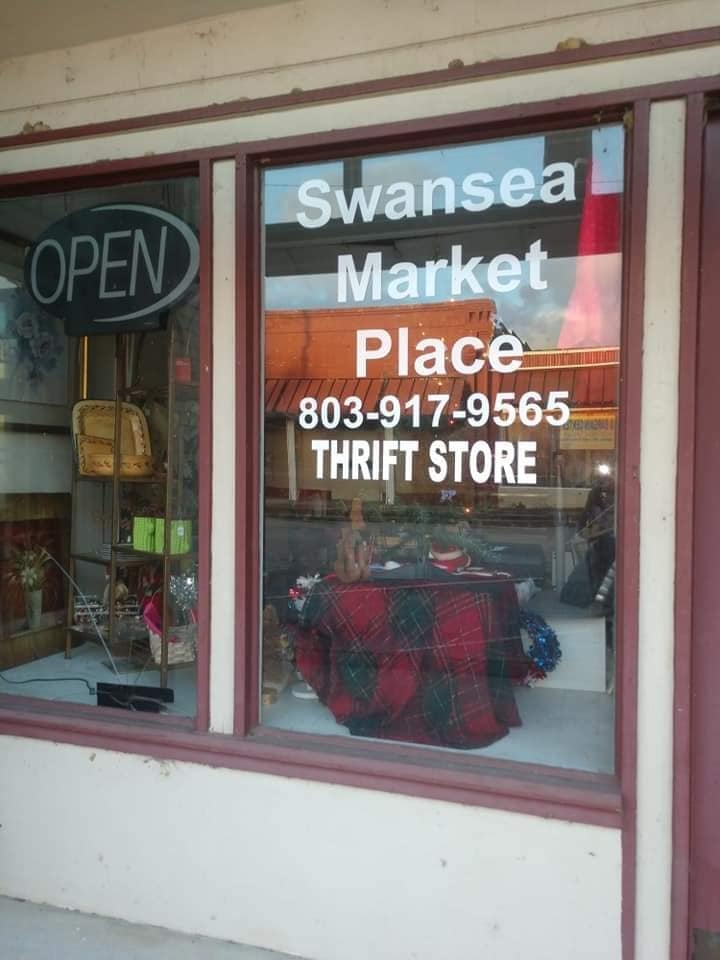 OPEN
Swansea
Market
Place
803-917-9565
THRIFT STORE